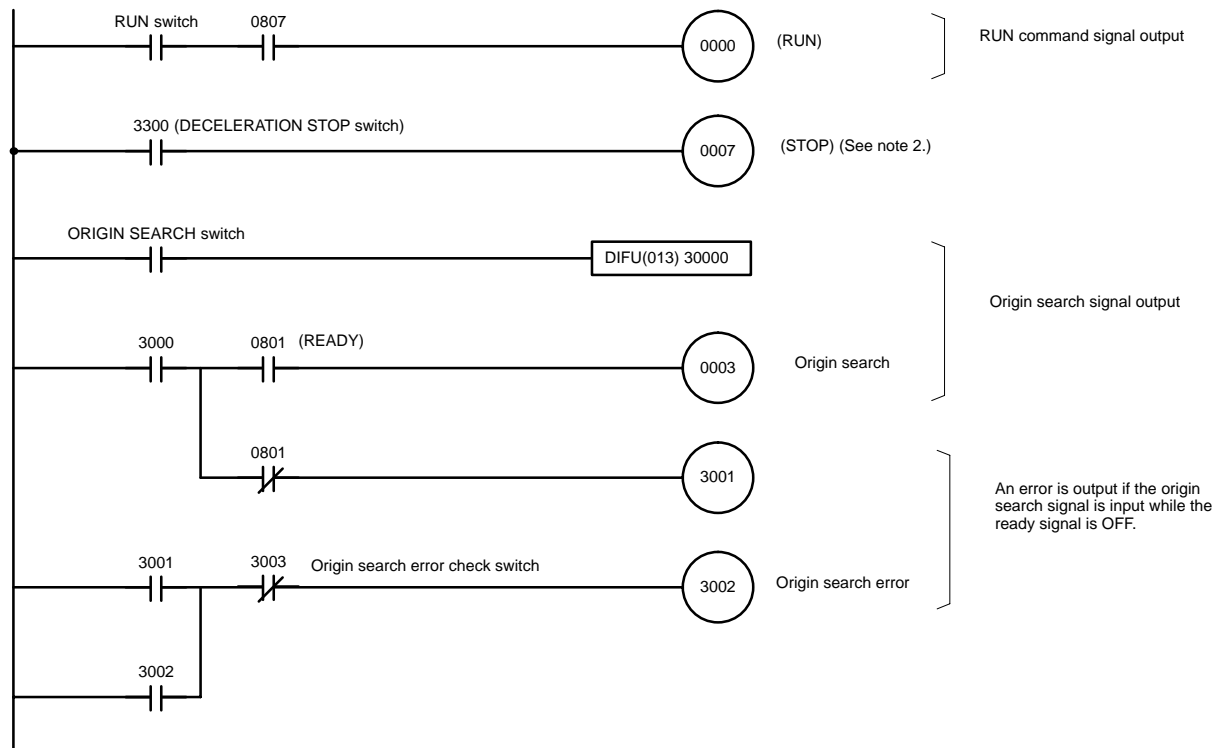 RUN switch
0807
0000
(RUN)
RUN command signal output
3300 (DECELERATION STOP switch)
0007
(STOP) (See note 2.)
ORIGIN SEARCH switch
DIFU(013) 30000
Origin search signal output
3000
0801
(READY)
0003
Origin search
0801
3001
An error is output if the origin
search signal is input while the
ready signal is OFF.
3001
3003
Origin search error check switch
3002
Origin search error
3002